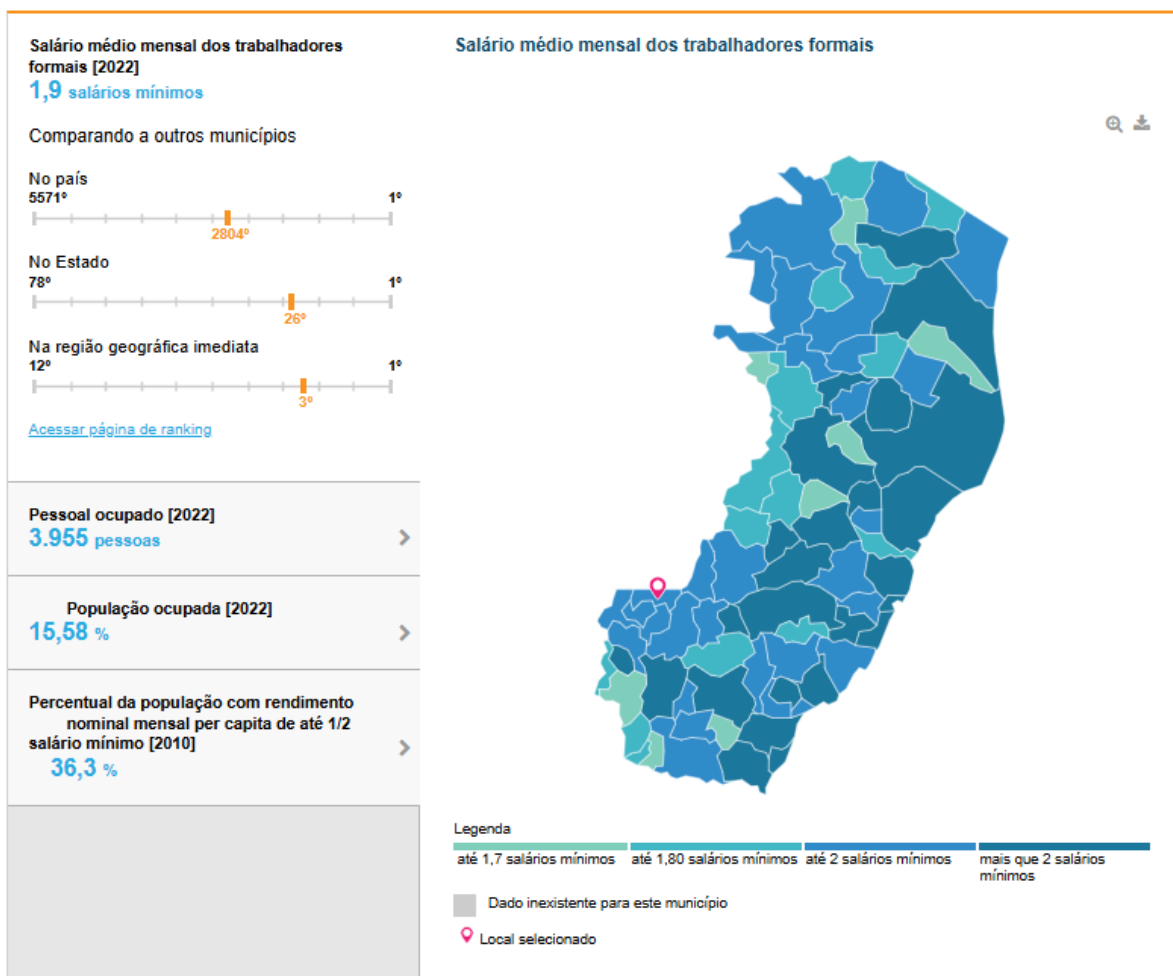 Salário médio mensal dos trabalhadores
formais [2022]
1,9 salários mínimos
Comparando a outros municípios
No país
5571º 1º
2804º
No Estado
78º 1º
26º
Na região geográfica imediata
12º 1º
3º
Acessar página de ranking
Pessoal ocupado [2022]
3.955 pessoas
População ocupada [2022]
15,58 %
Percentual da população com rendimento
nominal mensal per capita de até 1/2
salário mínimo [2010]
36,3 %
Salário médio mensal dos trabalhadores formais
Legenda
até 1,7 salários mínimos
até 1,80 salários mínimos
até 2 salários mínimos
mais que 2 salários
mínimos
Dado inexistente para este município
Local selecionado